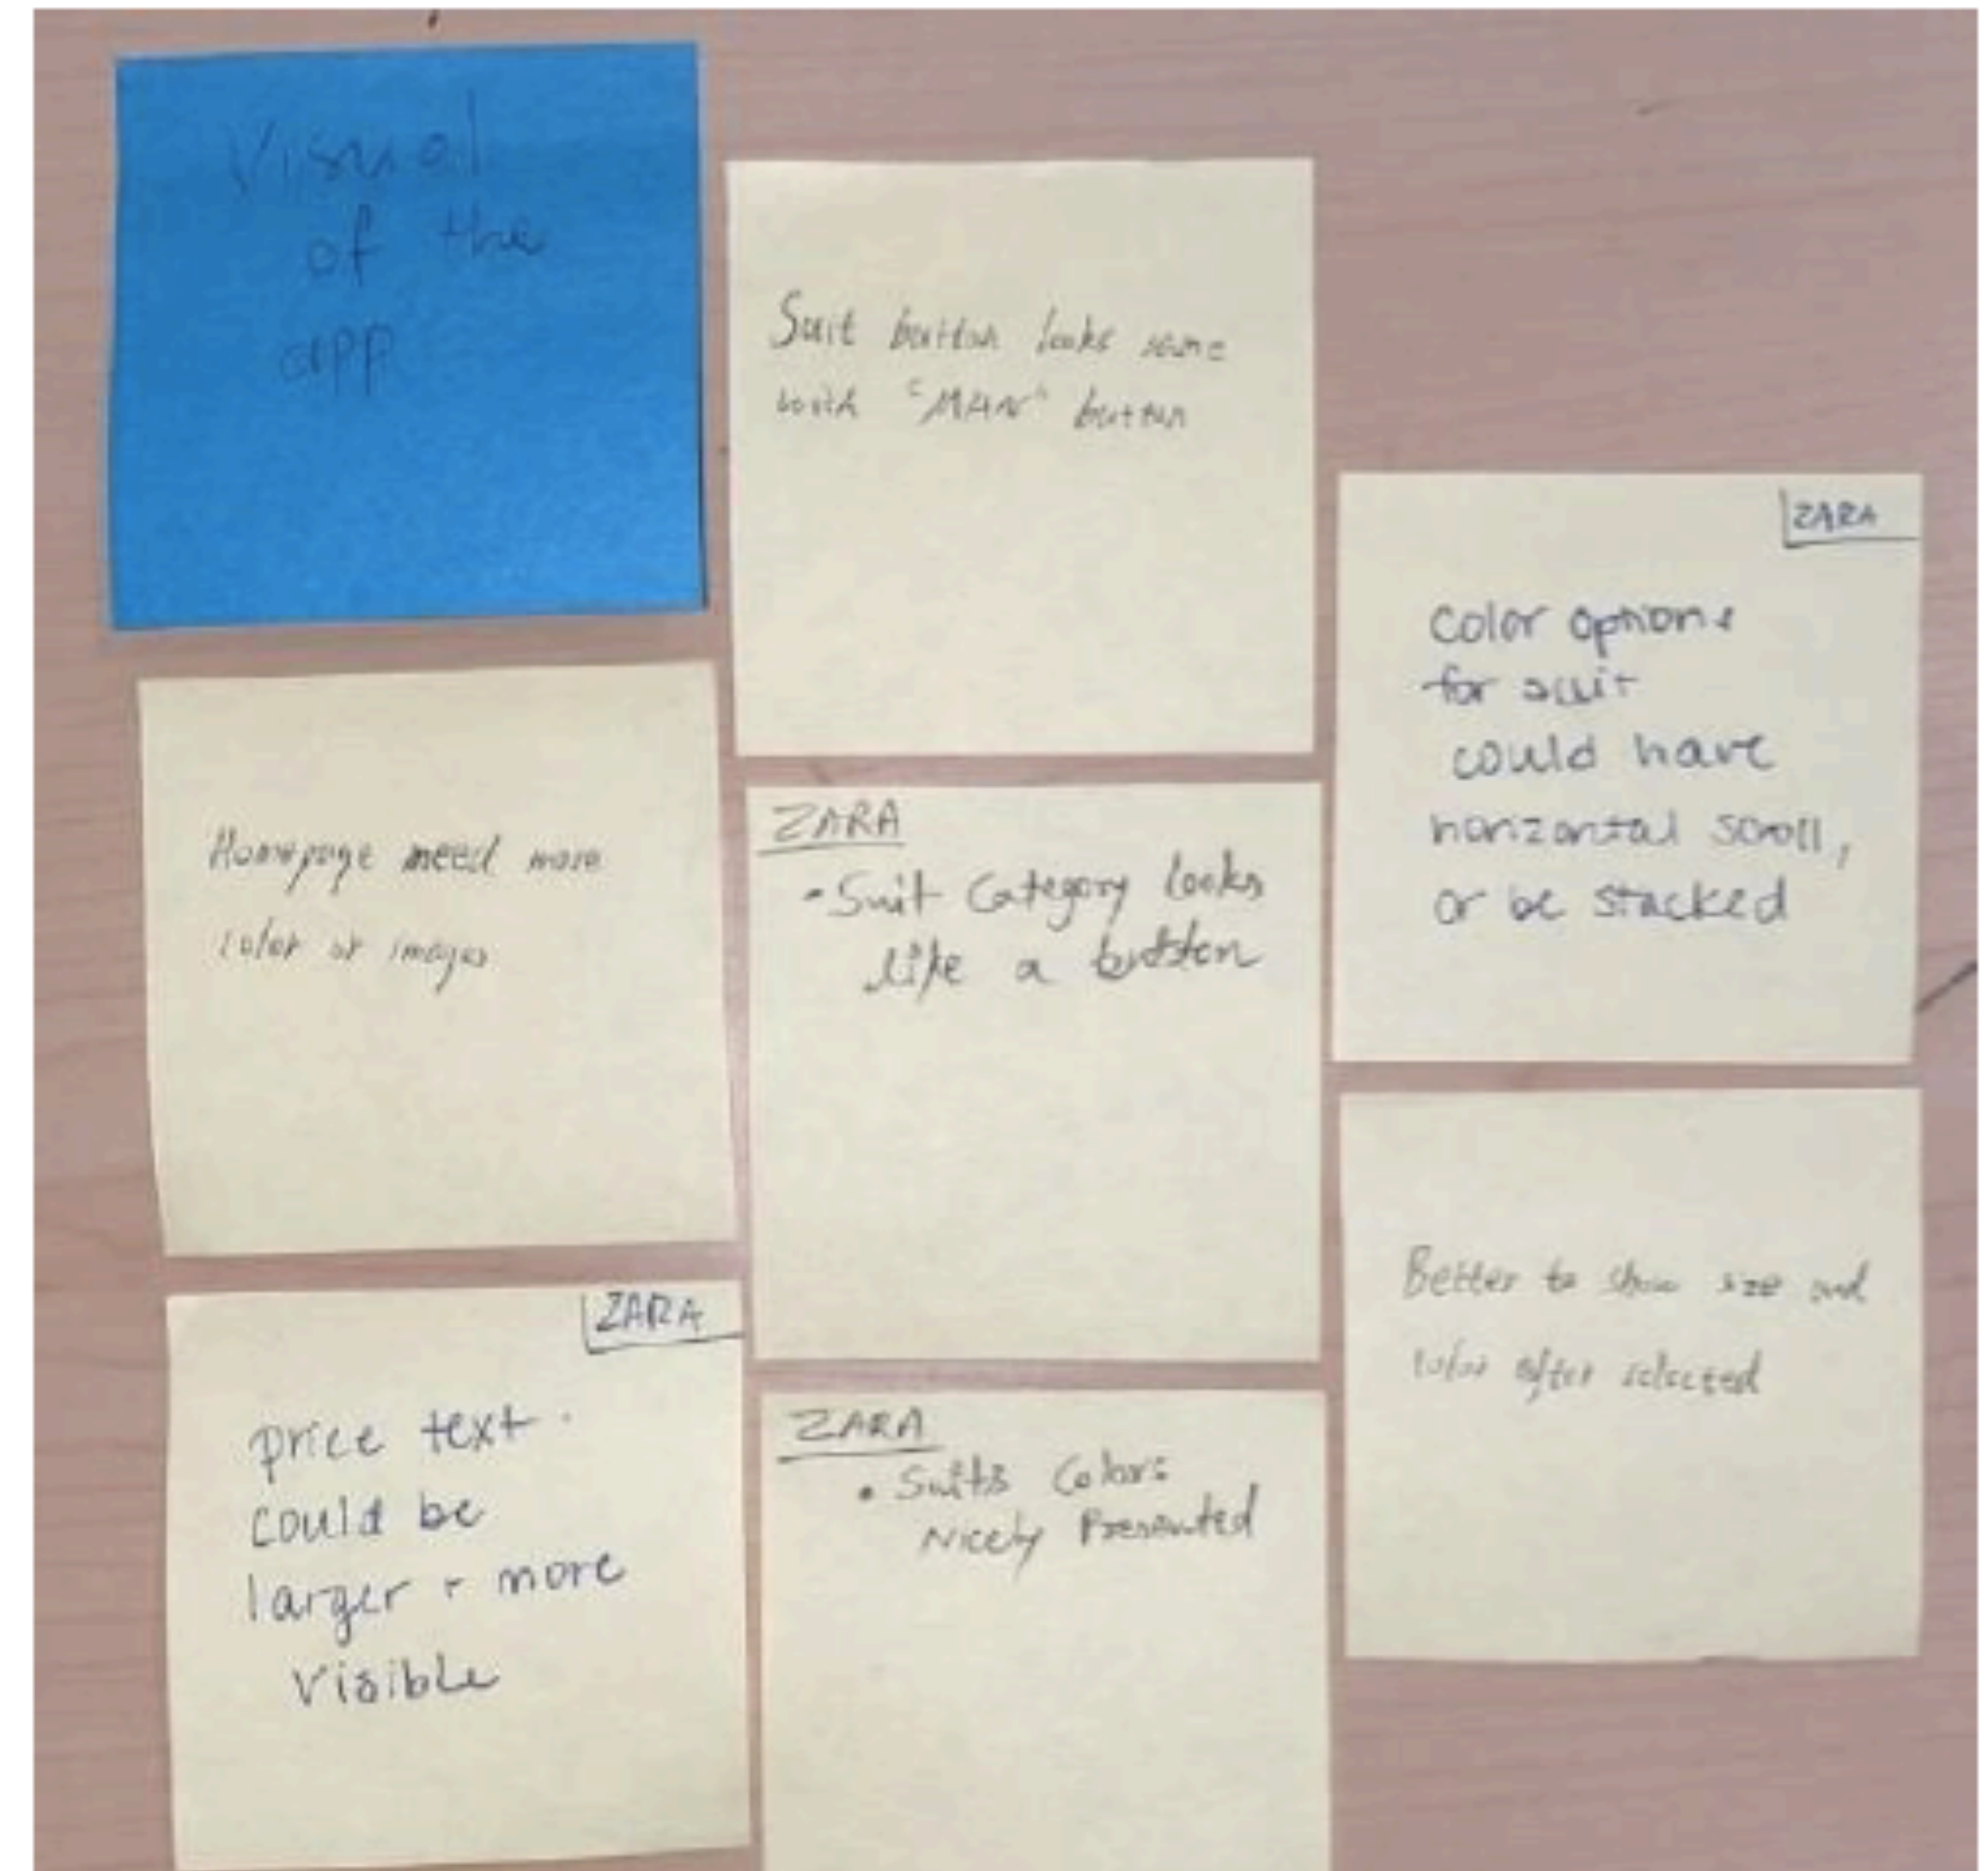 Visual
of the
app
Suit button looks same
with "MAN" button
ZARA
color options
for suit
could have
horizontal scroll,
or be stacked
Homepage need more
color or images
ZARA
• Suit Category looks
like a button
Better to show size and
color after selected
ZARA
price text
could be
larger + more
visible
ZARA
• Suits Colors
Nicely Presented